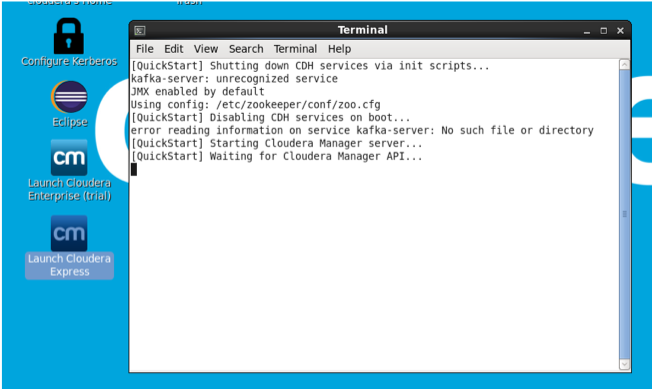 Cloudera's Home
Trash
Configure Kerberos
Eclipse
cm
Launch Cloudera
Enterprise (trial)
cm
Launch Cloudera
Express
Terminal
File Edit View Search Terminal Help
[QuickStart] Shutting down CDH services via init scripts...
kafka-server: unrecognized service
JMX enabled by default
Using config: /etc/zookeeper/conf/zoo.cfg
[QuickStart] Disabling CDH services on boot...
error reading information on service kafka-server: No such file or directory
[QuickStart] Starting Cloudera Manager server...
[QuickStart] Waiting for Cloudera Manager API...